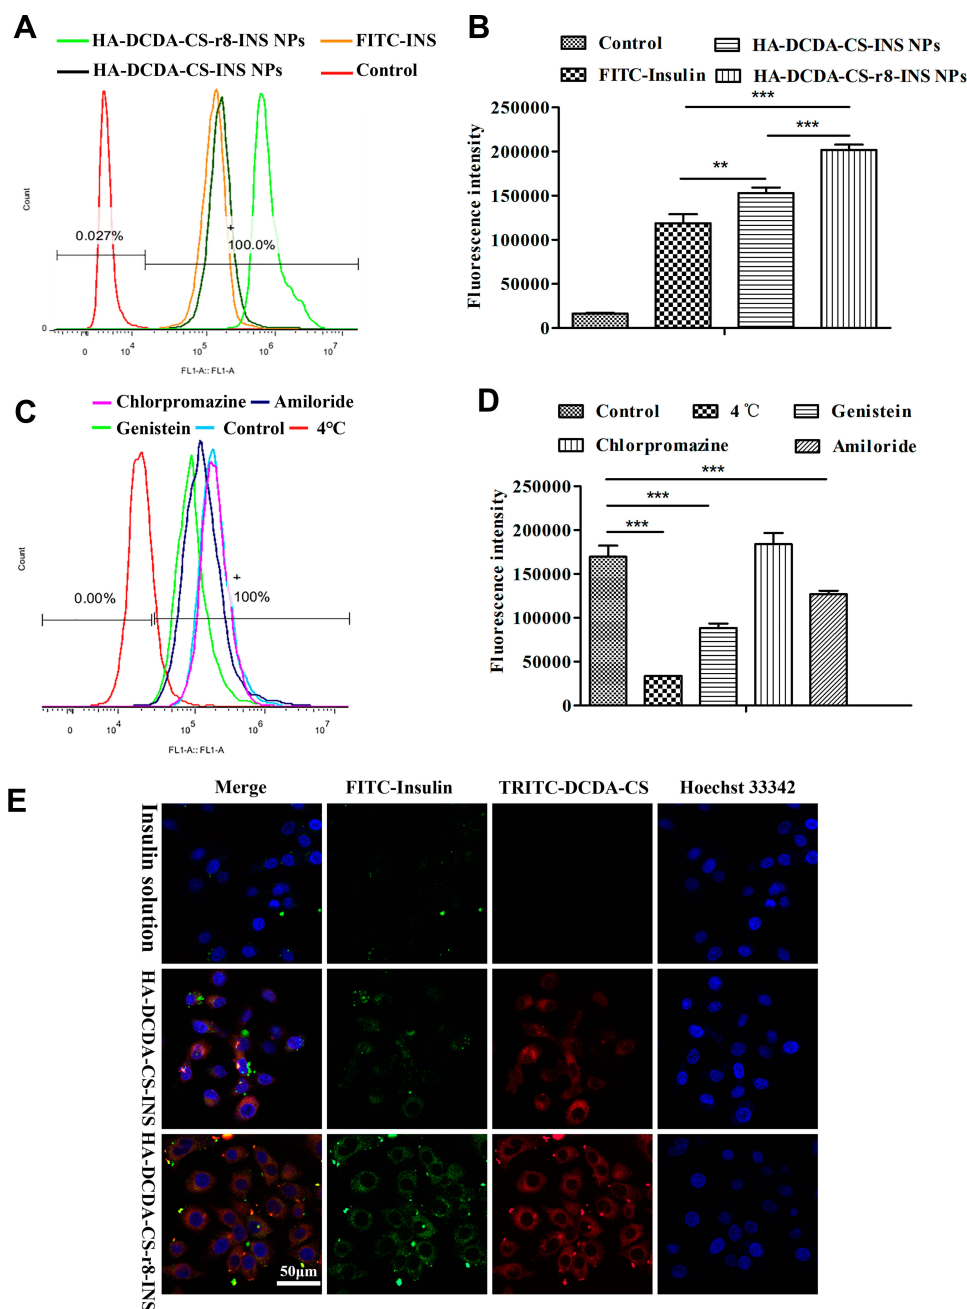 A
HA-DCDA-CS-r8-INS NPs
FITC-INS
HA-DCDA-CS-INS NPs
Control
Count
0.027%
+
100.0%
0
0 10^4 10^5 10^6 10^7
FL1-A:: FL1-A
B
Control
HA-DCDA-CS-INS NPs
FITC-Insulin
HA-DCDA-CS-r8-INS NPs
Fluorescence intensity
250000
200000
150000
100000
50000
0
***
***
**
C
Chlorpromazine
Amiloride
Genistein
Control
4°C
Count
0.00%
+
100%
0 10^4 10^5 10^6 10^7
FL1-A:: FL1-A
D
Control
4 ℃
Genistein
Chlorpromazine
Amiloride
Fluorescence intensity
250000
200000
150000
100000
50000
0
***
***
***
E
Merge
FITC-Insulin
TRITC-DCDA-CS
Hoechst 33342
Insulin solution
HA-DCDA-CS-INS
HA-DCDA-CS-r8-INS
50μm